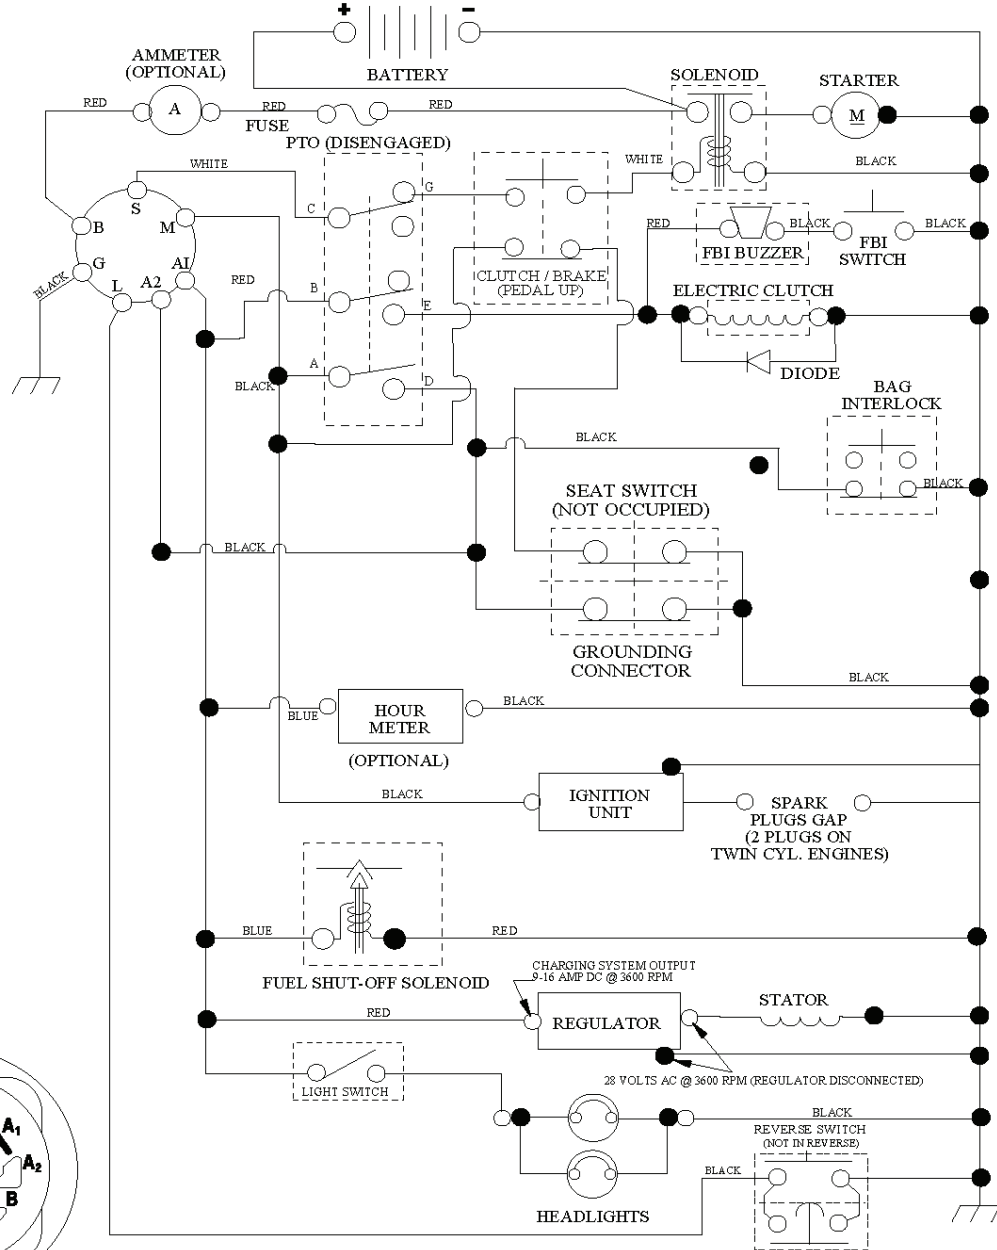 + −
BATTERY
AMMETER
(OPTIONAL)
A
RED
RED
FUSE
RED
SOLENOID
STARTER
M
PTO (DISENGAGED)
WHITE
WHITE
BLACK
S
B
M
G
L
A2
A1
BLACK
C
G
RED
B
E
A
BLACK
D
CLUTCH / BRAKE
(PEDAL UP)
RED
BLACK
BLACK
FBI BUZZER
FBI
SWITCH
ELECTRIC CLUTCH
DIODE
BAG
INTERLOCK
BLACK
BLACK
SEAT SWITCH
(NOT OCCUPIED)
BLACK
GROUNDING
CONNECTOR
BLACK
BLUE
HOUR
METER
BLACK
(OPTIONAL)
BLACK
IGNITION
UNIT
SPARK
PLUGS GAP
(2 PLUGS ON
TWIN CYL. ENGINES)
BLUE
RED
FUEL SHUT-OFF SOLENOID
CHARGING SYSTEM OUTPUT
9-16 AMP DC @ 3600 RPM
RED
REGULATOR
STATOR
28 VOLTS AC @ 3600 RPM (REGULATOR DISCONNECTED)
LIGHT SWITCH
BLACK
REVERSE SWITCH
(NOT IN REVERSE)
BLACK
HEADLIGHTS
A1
A2
B